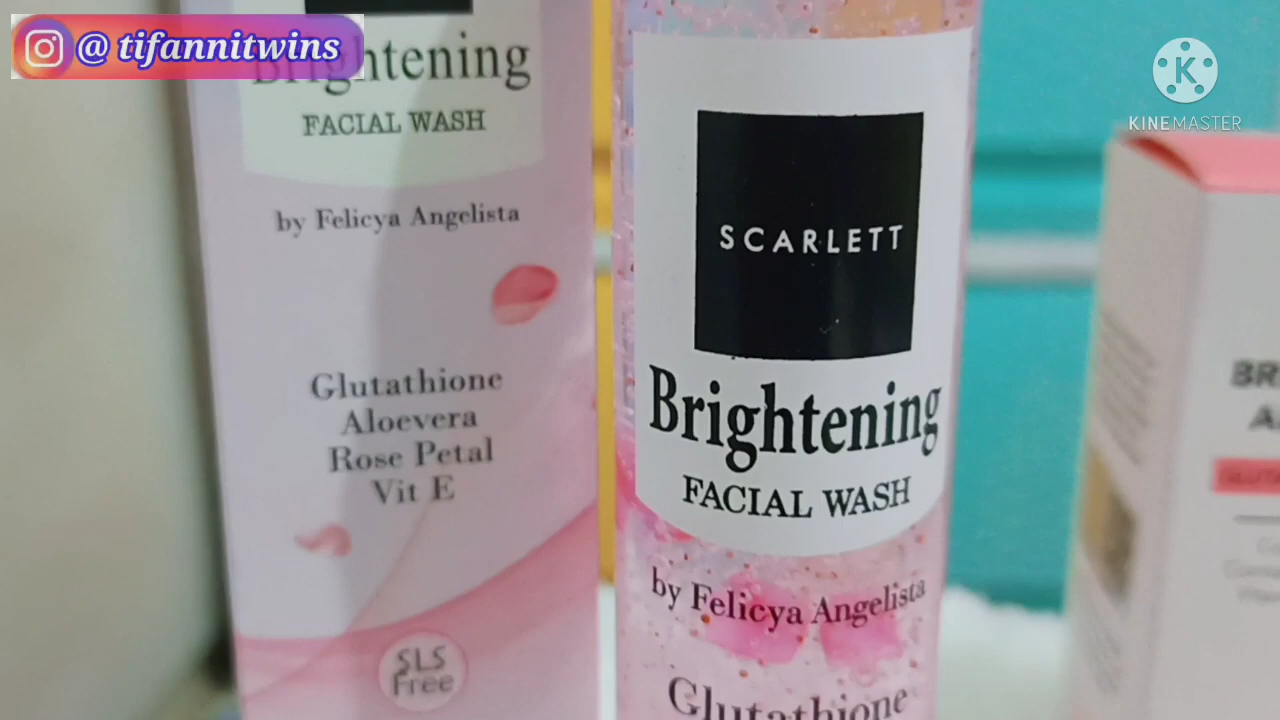 @ tifannitwins
Brightening
FACIAL WASH
by Felicya Angelista
Glutathione
Aloevera
Rose Petal
Vit E
SLS
Free
SCARLETT
Brightening
FACIAL WASH
by Felicya Angelista
Glutathione
K
KINEMASTER
BR